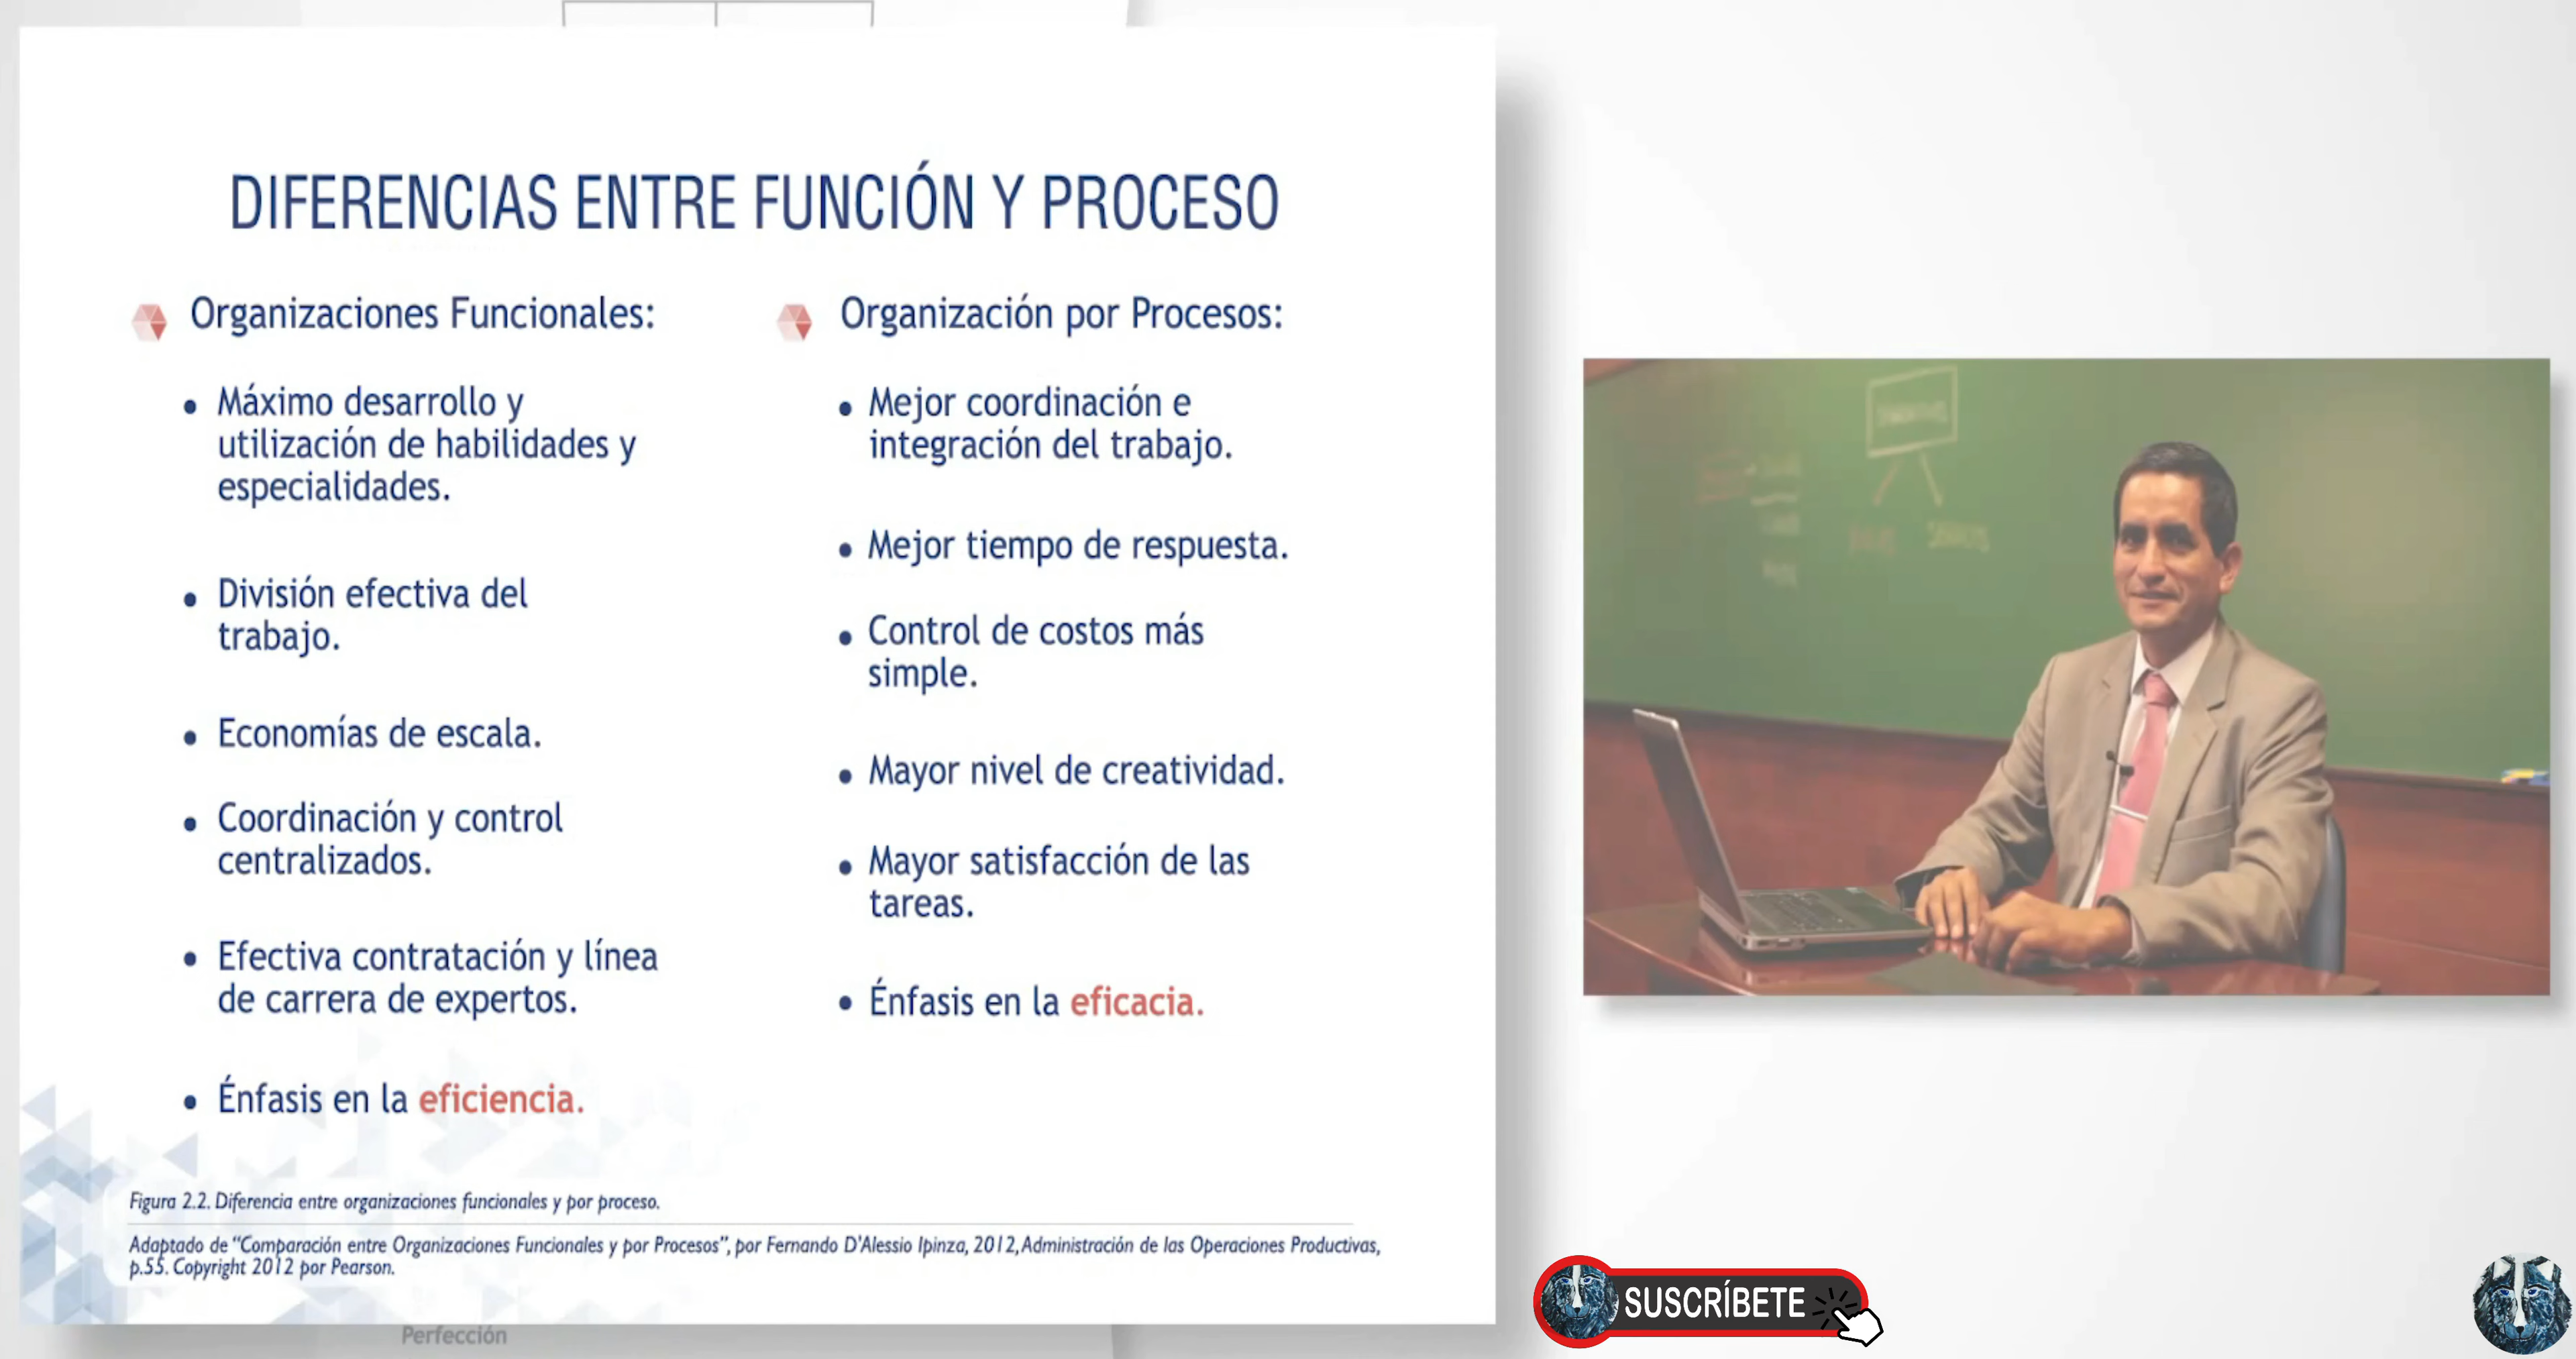 DIFERENCIAS ENTRE FUNCIÓN Y PROCESO
Organizaciones Funcionales:
Máximo desarrollo y
utilización de habilidades y
especialidades.
División efectiva del
trabajo.
Economías de escala.
Coordinación y control
centralizados.
Efectiva contratación y línea
de carrera de expertos.
Énfasis en la eficiencia.
Organización por Procesos:
Mejor coordinación e
integración del trabajo.
Mejor tiempo de respuesta.
Control de costos más
simple.
Mayor nivel de creatividad.
Mayor satisfacción de las
tareas.
Énfasis en la eficacia.
Figura 2.2. Diferencia entre organizaciones funcionales y por proceso.
Adaptado de "Comparación entre Organizaciones Funcionales y por Procesos", por Fernando D'Alessio Ipinza, 2012, Administración de las Operaciones Productivas,
p.55. Copyright 2012 por Pearson.
Perfección
SUSCRÍBETE